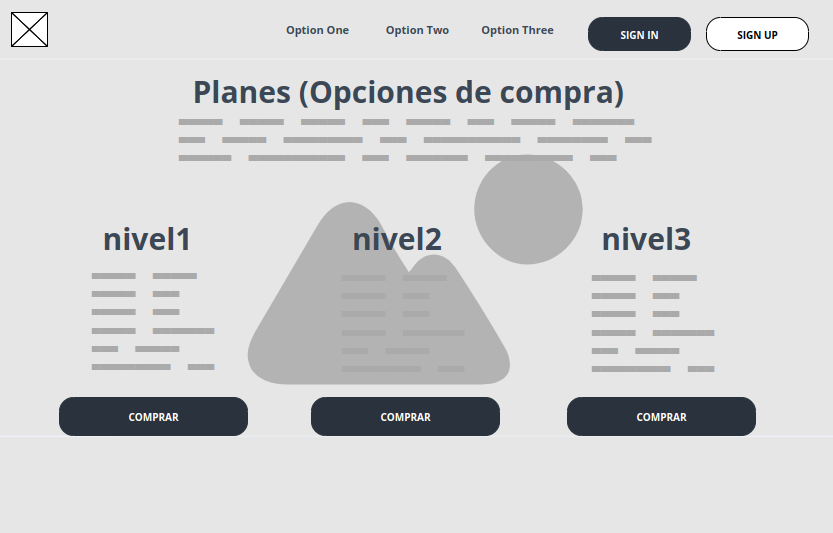 Option One Option Two Option Three SIGN IN SIGN UP
Planes (Opciones de compra)
nivel1 nivel2 nivel3
COMPRAR COMPRAR COMPRAR